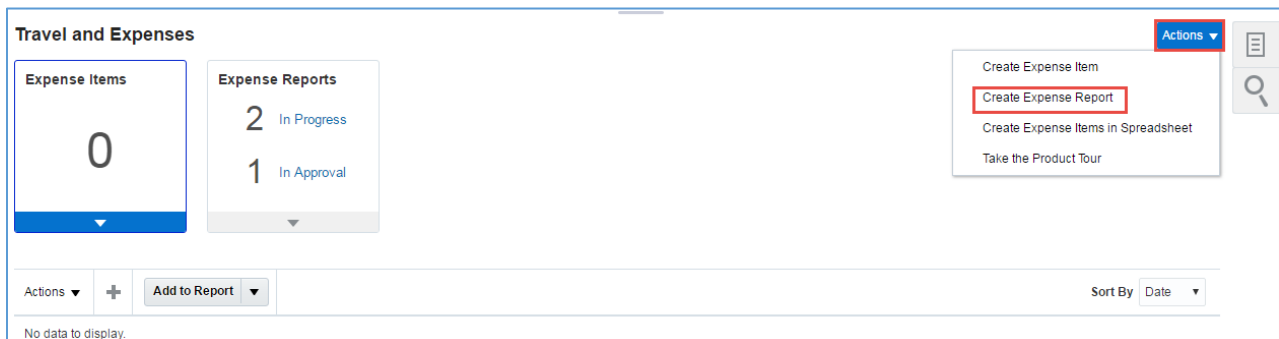 Travel and Expenses
Actions
Expense Items
0
Expense Reports
2 In Progress
1 In Approval
Create Expense Item
Create Expense Report
Create Expense Items in Spreadsheet
Take the Product Tour
Actions
Add to Report
Sort By Date
No data to display.